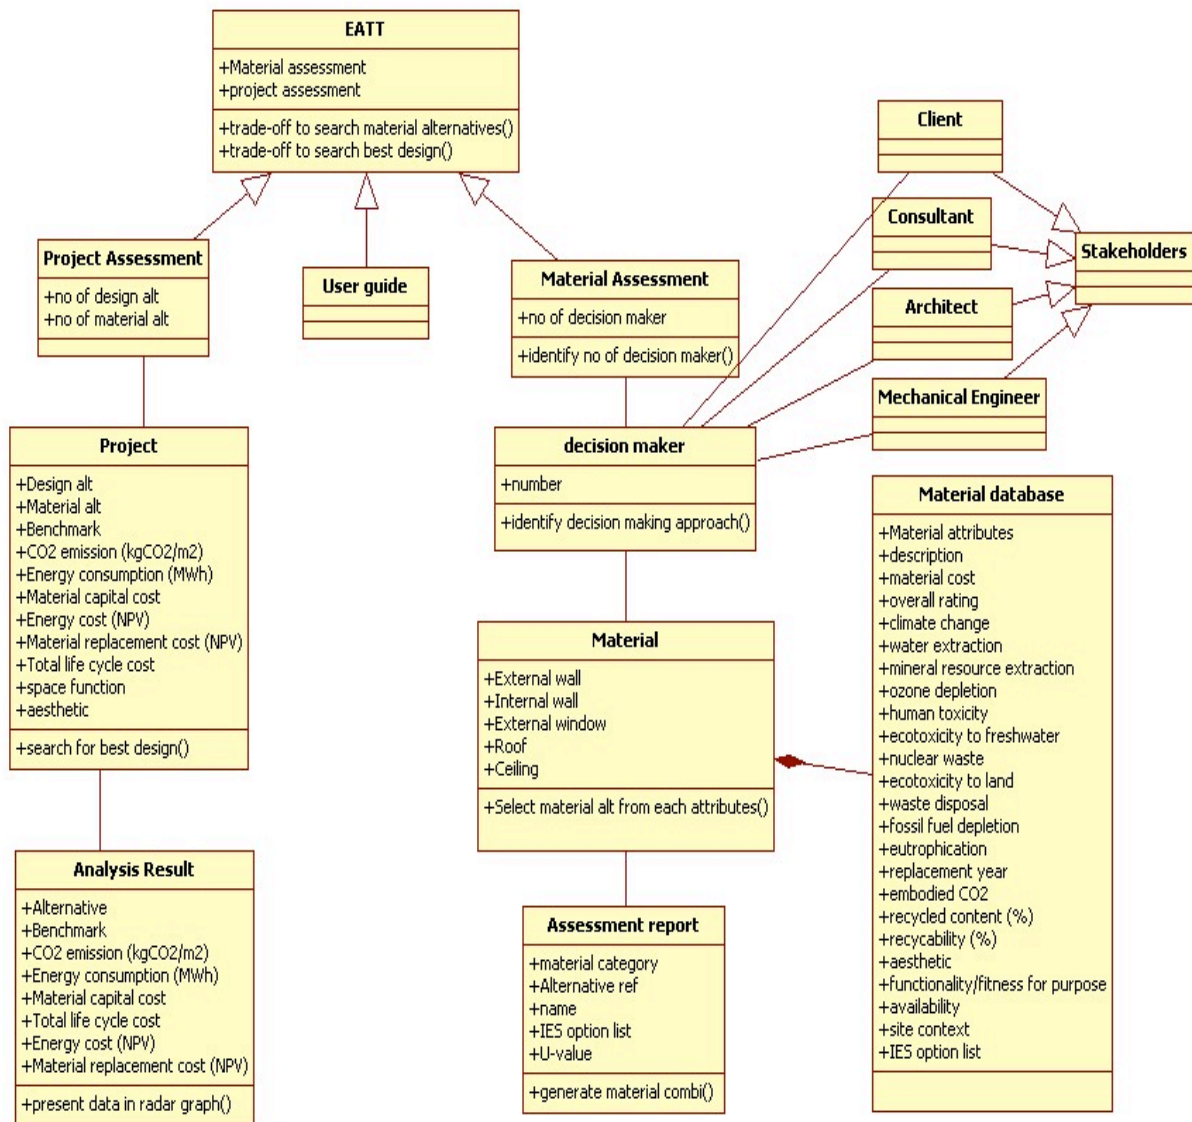 EATT
+Material assessment
+project assessment
+trade-off to search material alternatives()
+trade-off to search best design()
Client
Consultant
Stakeholders
Architect
Mechanical Engineer
Project Assessment
+no of design alt
+no of material alt
User guide
Material Assessment
+no of decision maker
+identify no of decision maker()
Project
+Design alt
+Material alt
+Benchmark
+CO2 emission (kgCO2/m2)
+Energy consumption (MWh)
+Material capital cost
+Energy cost (NPV)
+Material replacement cost (NPV)
+Total life cycle cost
+space function
+aesthetic
+search for best design()
decision maker
+number
+identify decision making approach()
Material
+External wall
+Internal wall
+External window
+Roof
+Ceiling
+Select material alt from each attributes()
Material database
+Material attributes
+description
+material cost
+overall rating
+climate change
+water extraction
+mineral resource extraction
+ozone depletion
+human toxicity
+ecotoxicity to freshwater
+nuclear waste
+ecotoxicity to land
+waste disposal
+fossil fuel depletion
+eutrophication
+replacement year
+embodied CO2
+recycled content (%)
+recycability (%)
+aesthetic
+functionality/fitness for purpose
+availability
+site context
+IES option list
Analysis Result
+Alternative
+Benchmark
+CO2 emission (kgCO2/m2)
+Energy consumption (MWh)
+Material capital cost
+Total life cycle cost
+Energy cost (NPV)
+Material replacement cost (NPV)
+present data in radar graph()
Assessment report
+material category
+Alternative ref
+name
+IES option list
+U-value
+generate material combi()